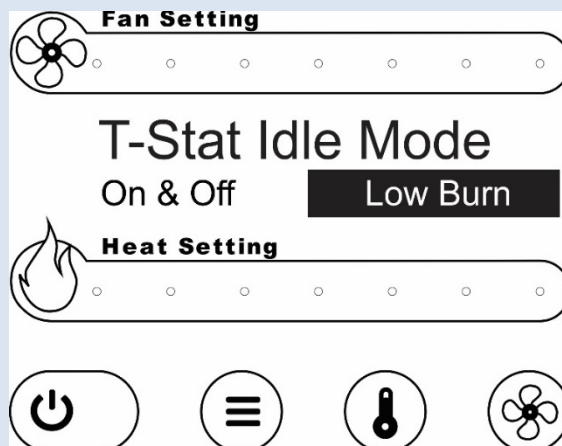 Fan Setting
T-Stat Idle Mode
On & Off Low Burn
Heat Setting